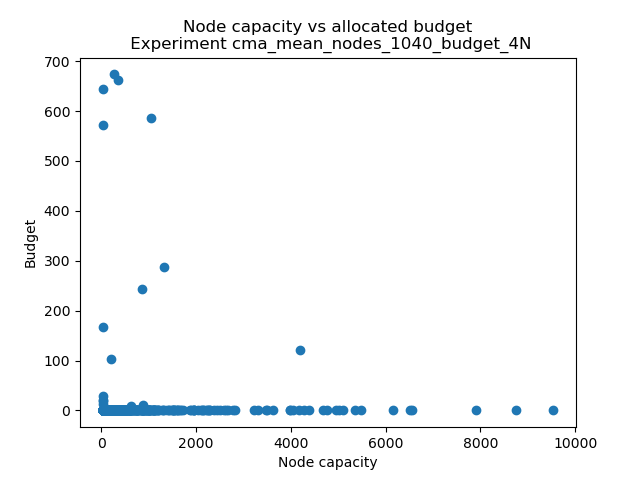 Node capacity vs allocated budget
Experiment cma_mean_nodes_1040_budget_4N
700
600
500
400
300
200
100
0
Budget
0 2000 4000 6000 8000 10000
Node capacity